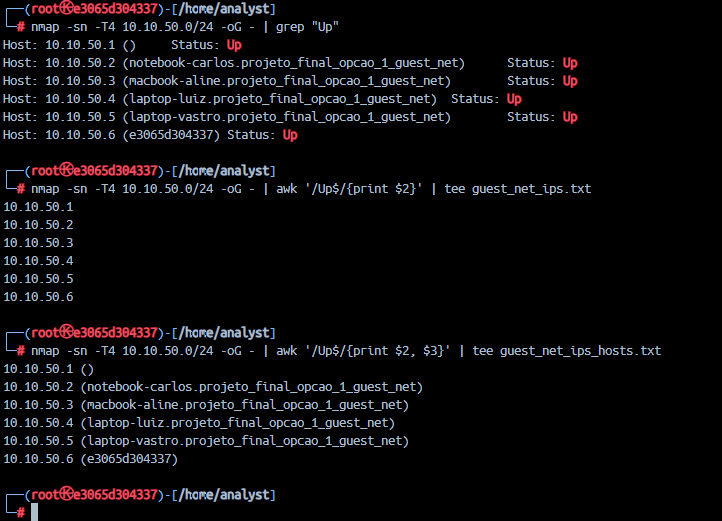 ┌──(root㉿e3065d304337)-[/home/analyst]
└─# nmap -sn -T4 10.10.50.0/24 -oG - | grep "Up"
Host: 10.10.50.1 ()	Status: Up
Host: 10.10.50.2 (notebook-carlos.projeto_final_opcao_1_guest_net)	Status: Up
Host: 10.10.50.3 (macbook-aline.projeto_final_opcao_1_guest_net)	Status: Up
Host: 10.10.50.4 (laptop-luiz.projeto_final_opcao_1_guest_net)	Status: Up
Host: 10.10.50.5 (laptop-vastro.projeto_final_opcao_1_guest_net)	Status: Up
Host: 10.10.50.6 (e3065d304337)	Status: Up
┌──(root㉿e3065d304337)-[/home/analyst]
└─# nmap -sn -T4 10.10.50.0/24 -oG - | awk '/Up$/{print $2}' | tee guest_net_ips.txt
10.10.50.1
10.10.50.2
10.10.50.3
10.10.50.4
10.10.50.5
10.10.50.6
┌──(root㉿e3065d304337)-[/home/analyst]
└─# nmap -sn -T4 10.10.50.0/24 -oG - | awk '/Up$/{print $2, $3}' | tee guest_net_ips_hosts.txt
10.10.50.1 ()
10.10.50.2 (notebook-carlos.projeto_final_opcao_1_guest_net)
10.10.50.3 (macbook-aline.projeto_final_opcao_1_guest_net)
10.10.50.4 (laptop-luiz.projeto_final_opcao_1_guest_net)
10.10.50.5 (laptop-vastro.projeto_final_opcao_1_guest_net)
10.10.50.6 (e3065d304337)
┌──(root㉿e3065d304337)-[/home/analyst]
└─#